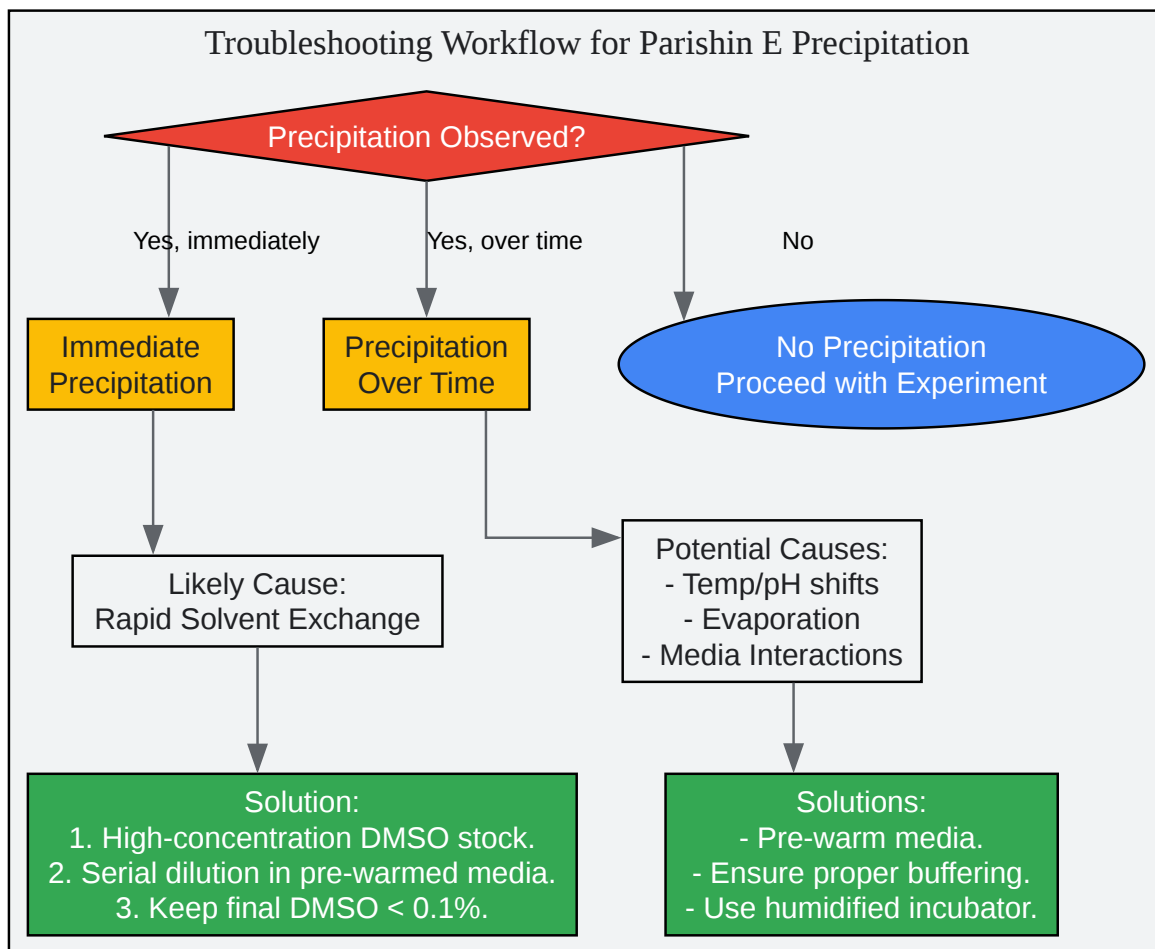 Troubleshooting Workflow for Parishin E Precipitation
Precipitation Observed?
Yes, immediately
Yes, over time
No
Immediate
Precipitation
Precipitation
Over Time
No Precipitation
Proceed with Experiment
Likely Cause:
Rapid Solvent Exchange
Potential Causes:
- Temp/pH shifts
- Evaporation
- Media Interactions
Solution:
1. High-concentration DMSO stock.
2. Serial dilution in pre-warmed media.
3. Keep final DMSO < 0.1%.
Solutions:
- Pre-warm media.
- Ensure proper buffering.
- Use humidified incubator.